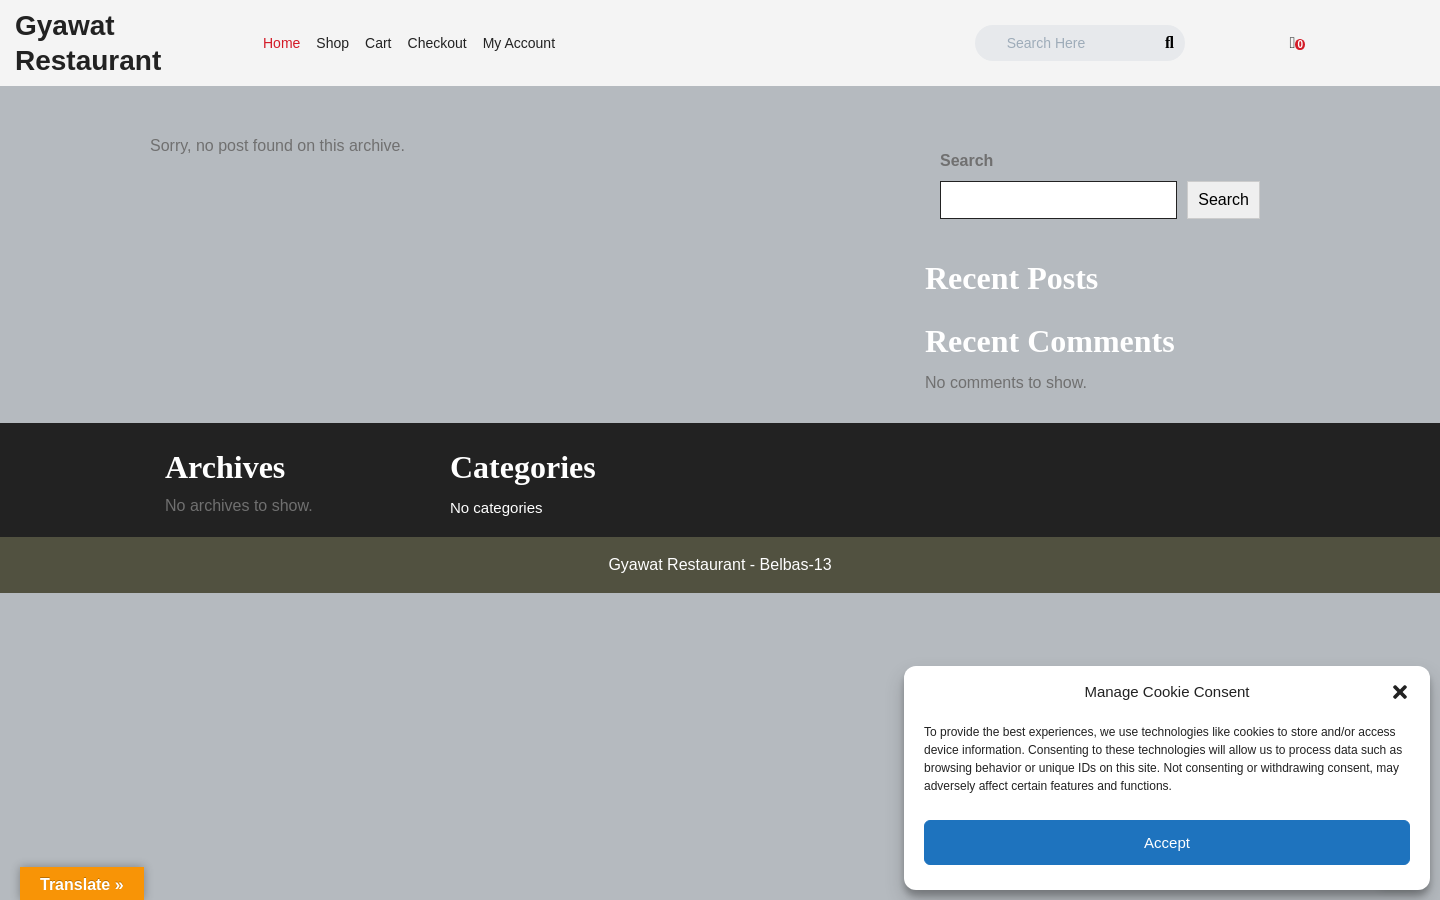 Gyawat
Restaurant
Home Shop Cart Checkout My Account
Search Here
0
Sorry, no post found on this archive.
Search
Search
Recent Posts
Recent Comments
No comments to show.
Archives
No archives to show.
Categories
No categories
Gyawat Restaurant - Belbas-13
Manage Cookie Consent
To provide the best experiences, we use technologies like cookies to store and/or access
device information. Consenting to these technologies will allow us to process data such as
browsing behavior or unique IDs on this site. Not consenting or withdrawing consent, may
adversely affect certain features and functions.
Accept
Translate »